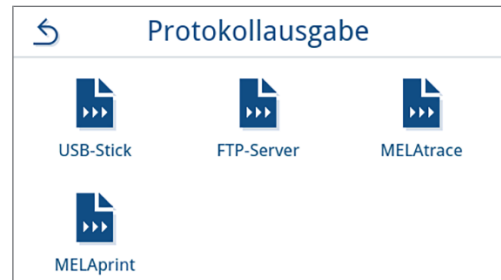 Protokollausgabe
USB-Stick
FTP-Server
MELAtrace
MELAprint